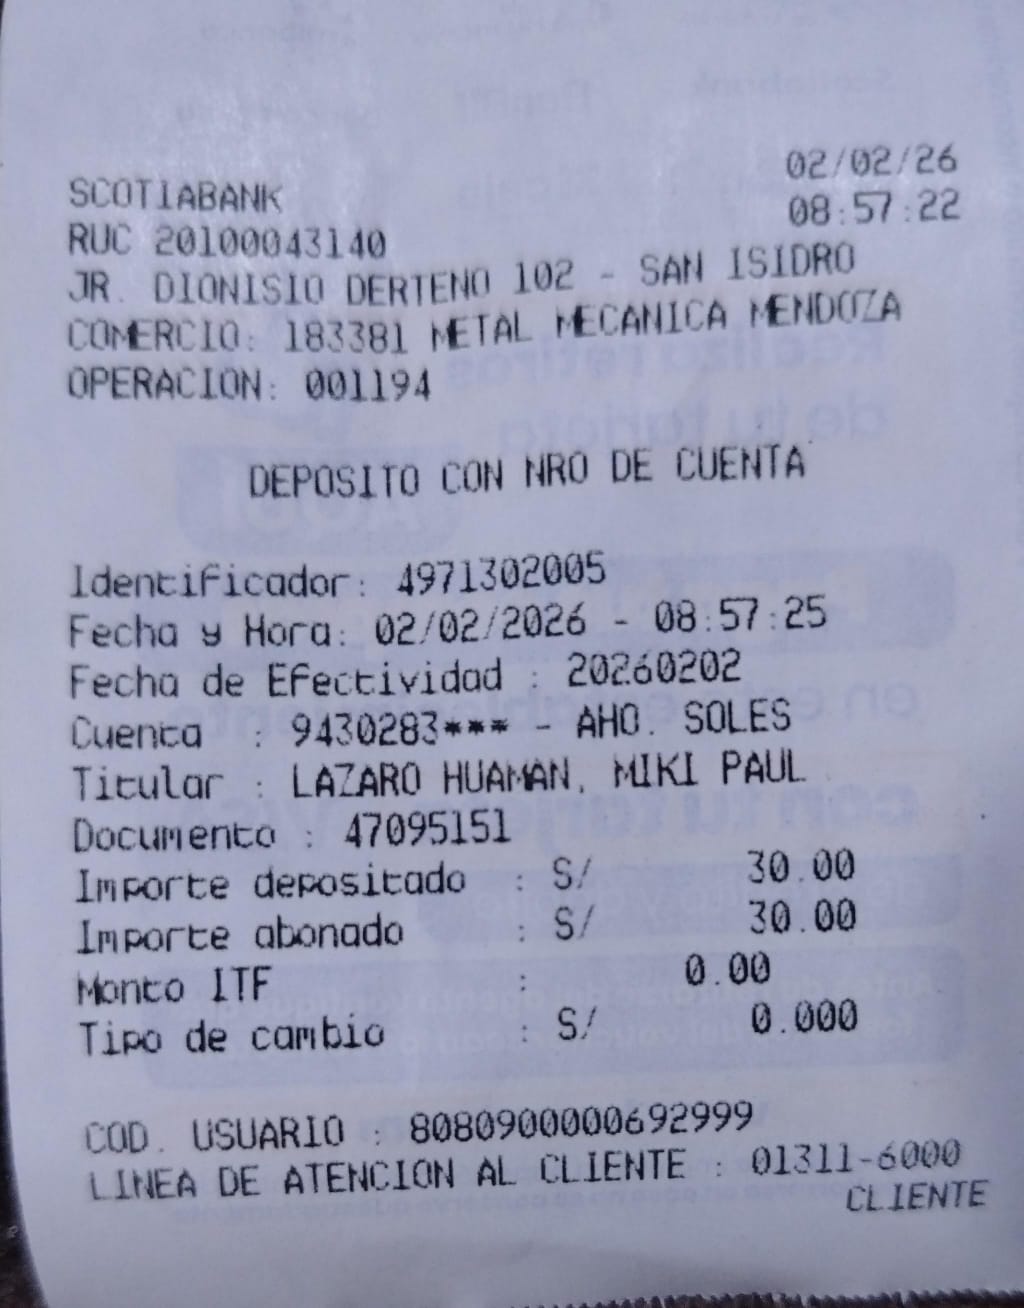 02/02/26
SCOTIABANK 08:57:22
RUC 20100043140
JR. DIONISIO DERTENO 102 - SAN ISIDRO
COMERCIO: 183381 METAL MECANICA MENDOZA
OPERACION: 001194
DEPOSITO CON NRO DE CUENTA
Identificador: 4971302005
Fecha y Hora: 02/02/2026 - 08:57:25
Fecha de Efectividad : 20260202
Cuenta : 9430283*** - AHO. SOLES
Titular : LAZARO HUAMAN, MIKI PAUL
Documento : 47095151
Importe depositado : S/ 30.00
Importe abonado : S/ 30.00
Monto ITF : 0.00
Tipo de cambio : S/ 0.000
COD. USUARIO : 8080900000692999
LINEA DE ATENCION AL CLIENTE : 01311-6000
CLIENTE